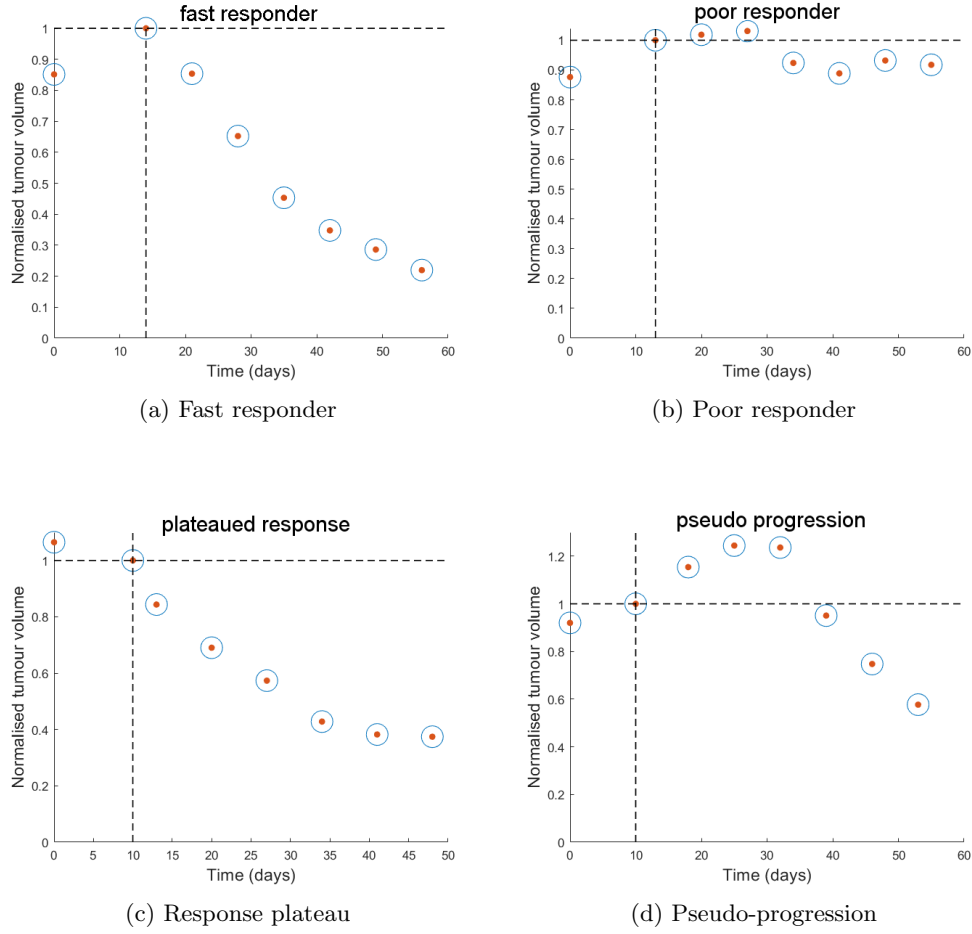 fast responder
Normalised tumour volume
1
0.9
0.8
0.7
0.6
0.5
0.4
0.3
0.2
0.1
0
0 10 20 30 40 50 60
Time (days)
(a) Fast responder
poor responder
Normalised tumour volume
1
0.9
0.8
0.7
0.6
0.5
0.4
0.3
0.2
0.1
0
0 10 20 30 40 50 60
Time (days)
(b) Poor responder
plateaued response
Normalised tumour volume
1
0.8
0.6
0.4
0.2
0
0 5 10 15 20 25 30 35 40 45 50
Time (days)
(c) Response plateau
pseudo progression
Normalised tumour volume
1.2
1
0.8
0.6
0.4
0.2
0
0 10 20 30 40 50 60
Time (days)
(d) Pseudo-progression